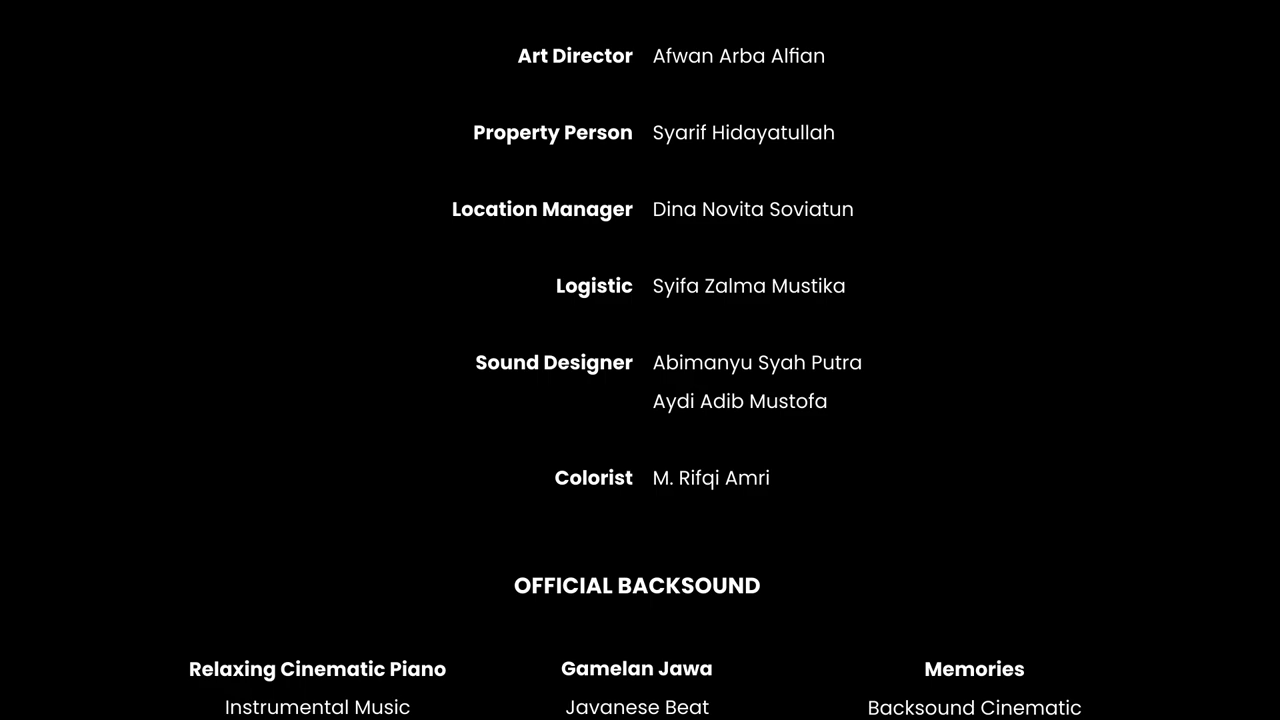 Art Director Afwan Arba Alfian
Property Person Syarif Hidayatullah
Location Manager Dina Novita Soviatun
Logistic Syifa Zalma Mustika
Sound Designer Abimanyu Syah Putra
Aydi Adib Mustofa
Colorist M. Rifqi Amri
OFFICIAL BACKSOUND
Relaxing Cinematic Piano Gamelan Jawa Memories
Instrumental Music Javanese Beat Backsound Cinematic